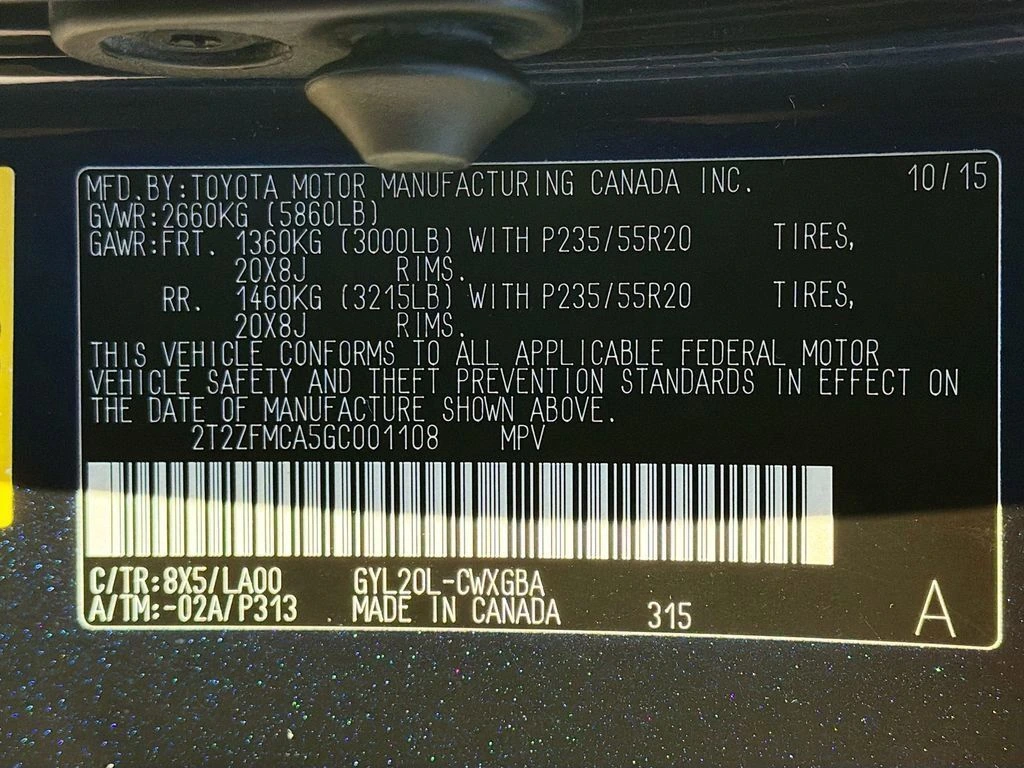 MFD.BY:TOYOTA MOTOR MANUFACTURING CANADA INC. 10/15
GVWR:2660KG (5860LB)
GAWR:FRT. 1360KG (3000LB) WITH P235/55R20 TIRES,
20X8J RIMS.
RR. 1460KG (3215LB) WITH P235/55R20 TIRES,
20X8J RIMS.
THIS VEHICLE CONFORMS TO ALL APPLICABLE FEDERAL MOTOR
VEHICLE SAFETY AND THEFT PREVENTION STANDARDS IN EFFECT ON
THE DATE OF MANUFACTURE SHOWN ABOVE.
2T2ZFMCA5GC001108 MPV
C/TR:8X5/LA00 GYL20L-CWXGBA
A/TM:-02A/P313 MADE IN CANADA 315 A